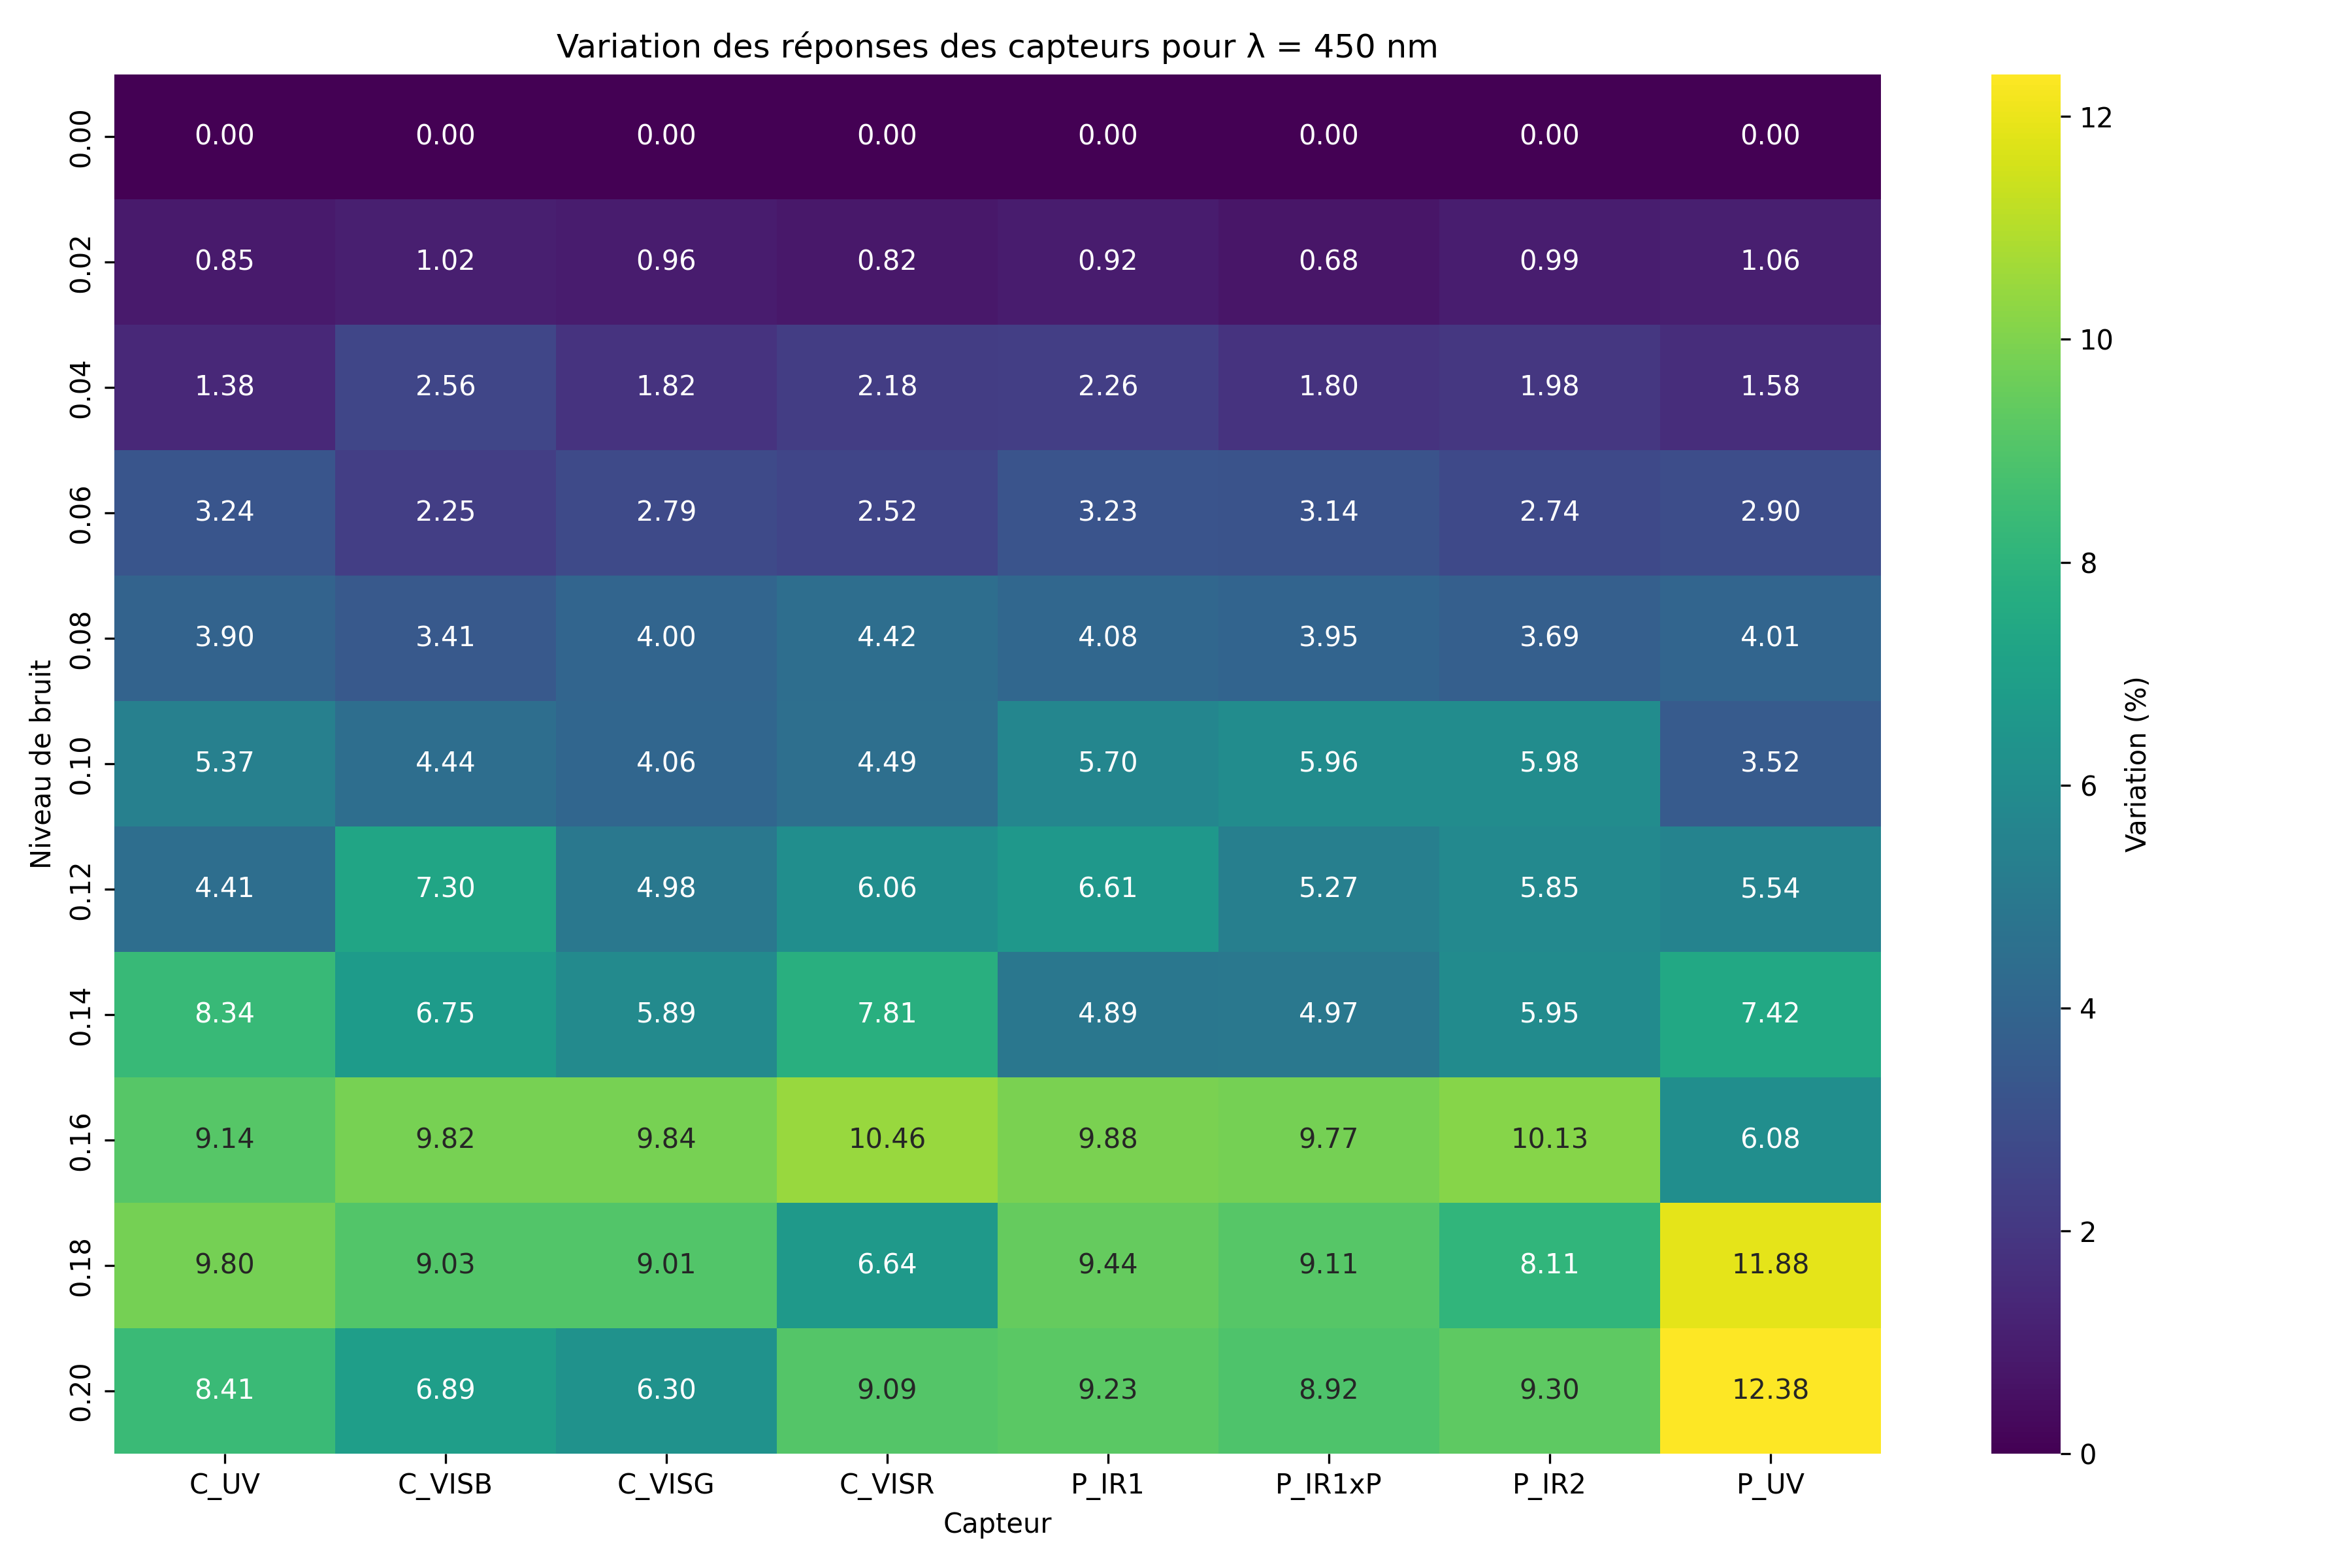 Variation des réponses des capteurs pour λ = 450 nm
0.00 0.00 0.00 0.00 0.00 0.00 0.00 0.00 0.00
0.02 0.85 1.02 0.96 0.82 0.92 0.68 0.99 1.06
0.04 1.38 2.56 1.82 2.18 2.26 1.80 1.98 1.58
0.06 3.24 2.25 2.79 2.52 3.23 3.14 2.74 2.90
0.08 3.90 3.41 4.00 4.42 4.08 3.95 3.69 4.01
0.10 5.37 4.44 4.06 4.49 5.70 5.96 5.98 3.52
0.12 4.41 7.30 4.98 6.06 6.61 5.27 5.85 5.54
0.14 8.34 6.75 5.89 7.81 4.89 4.97 5.95 7.42
0.16 9.14 9.82 9.84 10.46 9.88 9.77 10.13 6.08
0.18 9.80 9.03 9.01 6.64 9.44 9.11 8.11 11.88
0.20 8.41 6.89 6.30 9.09 9.23 8.92 9.30 12.38
C_UV C_VISB C_VISG C_VISR P_IR1 P_IR1xP P_IR2 P_UV
Capteur
Niveau de bruit
12
10
8
6
4
2
0
Variation (%)